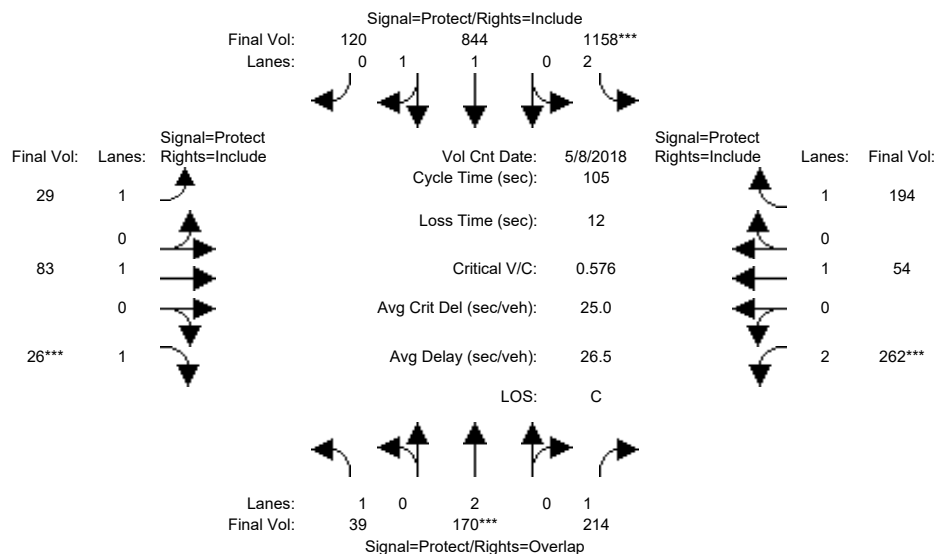 Signal=Protect/Rights=Include
Final Vol: 120 844 1158***
Lanes: 0 1 1 0 2
Signal=Protect
Final Vol: Lanes: Rights=Include
Vol Cnt Date: 5/8/2018
Signal=Protect
Rights=Include Lanes: Final Vol:
Cycle Time (sec): 105
29 1
1 194
Loss Time (sec): 12
0
0
83 1
Critical V/C: 0.576
1 54
0
Avg Crit Del (sec/veh): 25.0
0
26*** 1
Avg Delay (sec/veh): 26.5
2 262***
LOS: C
Lanes: 1 0 2 0 1
Final Vol: 39 170*** 214
Signal=Protect/Rights=Overlap